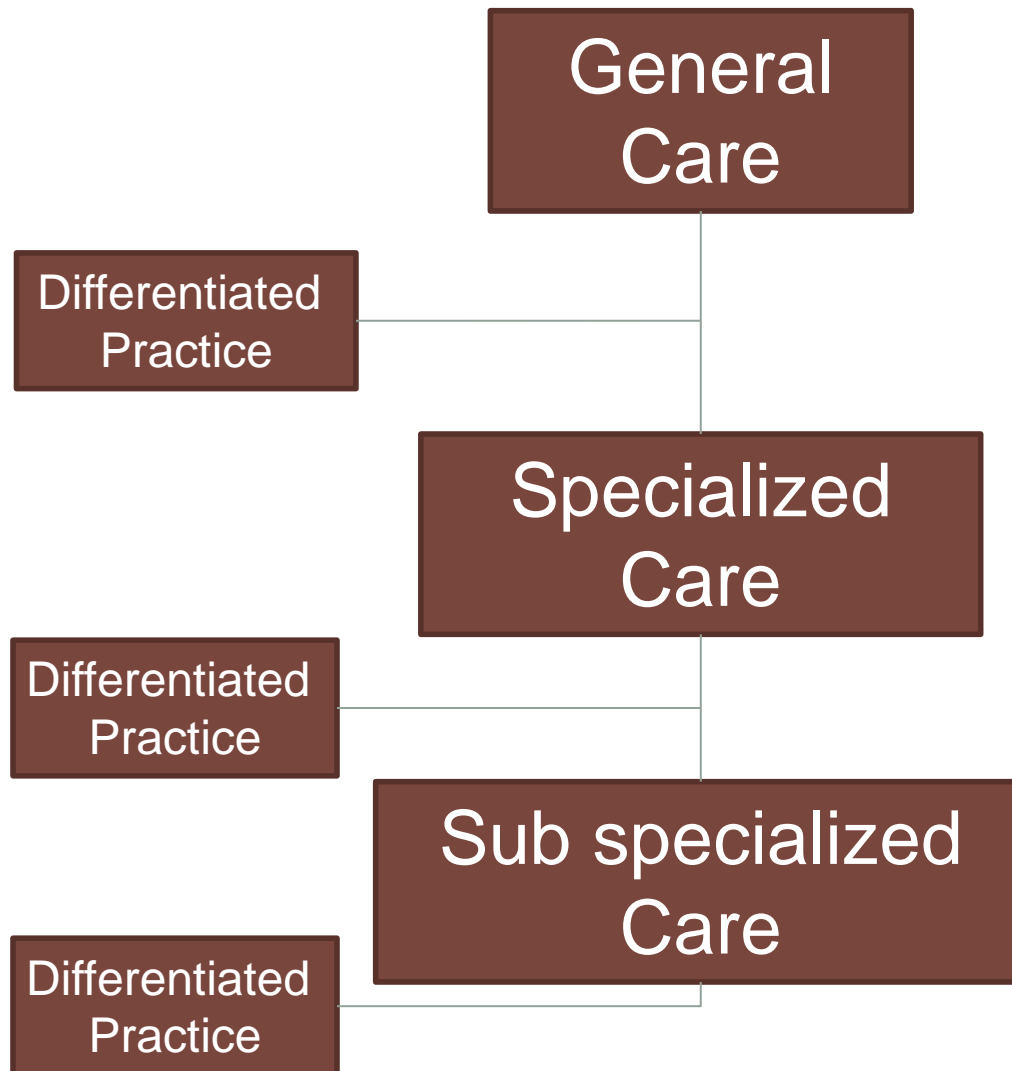 General
Care
Differentiated
Practice
Specialized
Care
Differentiated
Practice
Sub specialized
Care
Differentiated
Practice